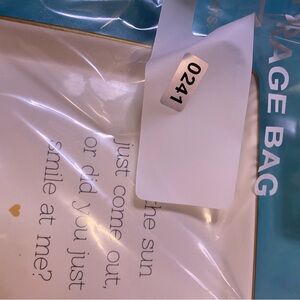 AGE BAG
0241
the sun
just come out,
or did you just
smile at me?